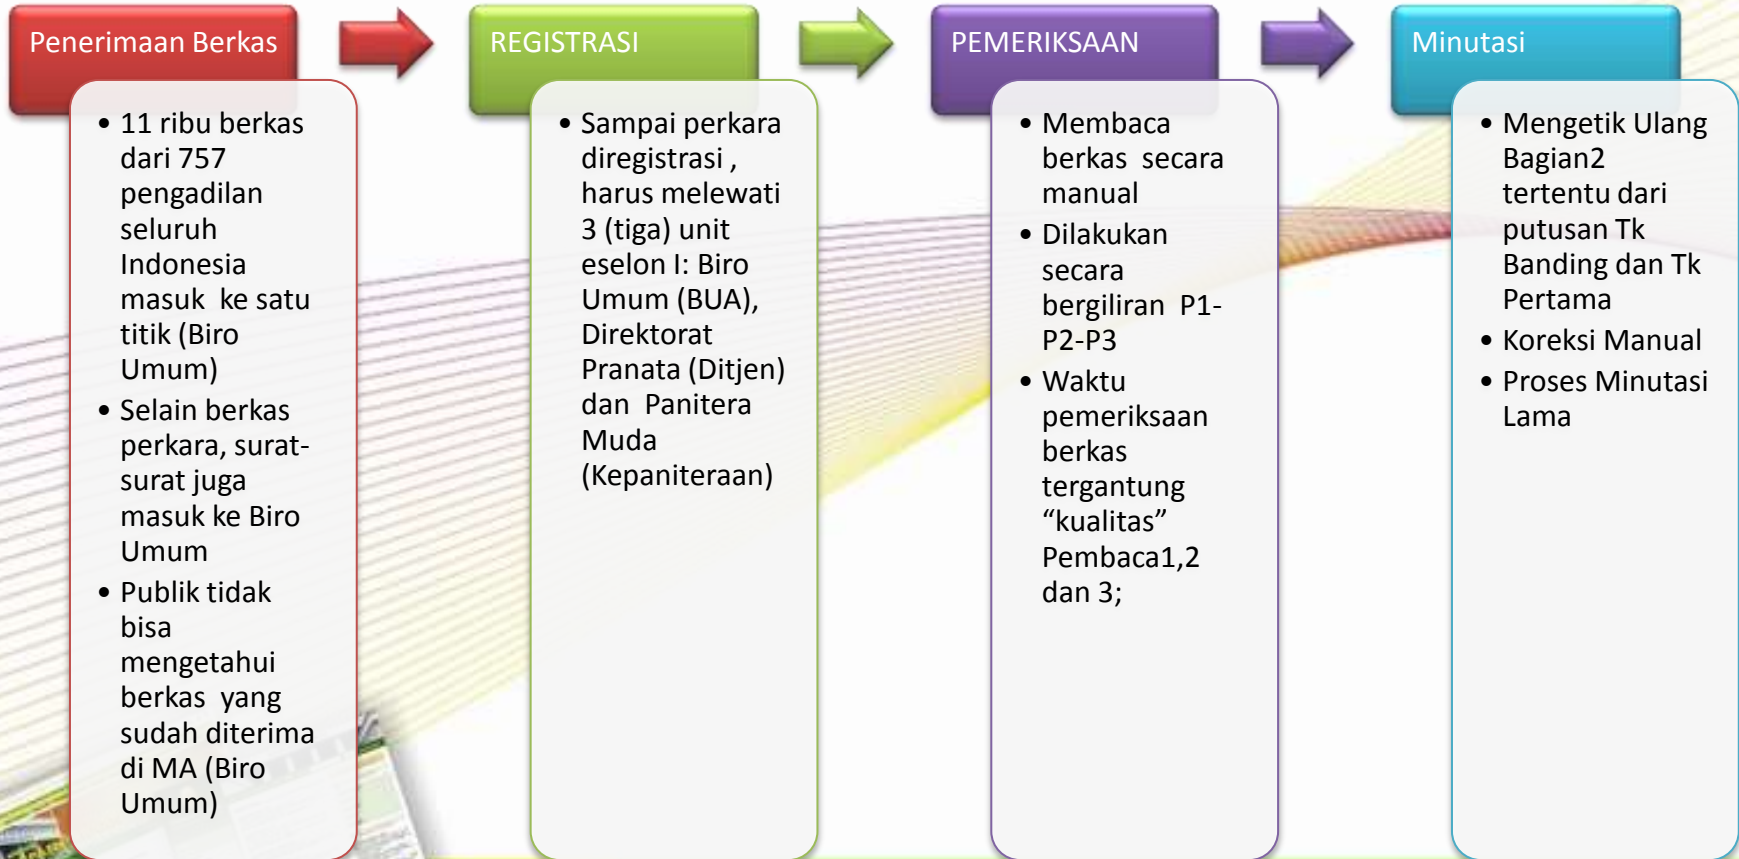 Penerimaan Berkas
• 11 ribu berkas
dari 757
pengadilan
seluruh
Indonesia
masuk ke satu
titik (Biro
Umum)
• Selain berkas
perkara, surat-
surat juga
masuk ke Biro
Umum
• Publik tidak
bisa
mengetahui
berkas yang
sudah diterima
di MA (Biro
Umum)
REGISTRASI
• Sampai perkara
diregistrasi ,
harus melewati
3 (tiga) unit
eselon I: Biro
Umum (BUA),
Direktorat
Pranata (Ditjen)
dan Panitera
Muda
(Kepaniteraan)
PEMERIKSAAN
• Membaca
berkas secara
manual
• Dilakukan
secara
bergiliran P1-
P2-P3
• Waktu
pemeriksaan
berkas
tergantung
“kualitas”
Pembaca1,2
dan 3;
Minutasi
• Mengetik Ulang
Bagian2
tertentu dari
putusan Tk
Banding dan Tk
Pertama
• Koreksi Manual
• Proses Minutasi
Lama